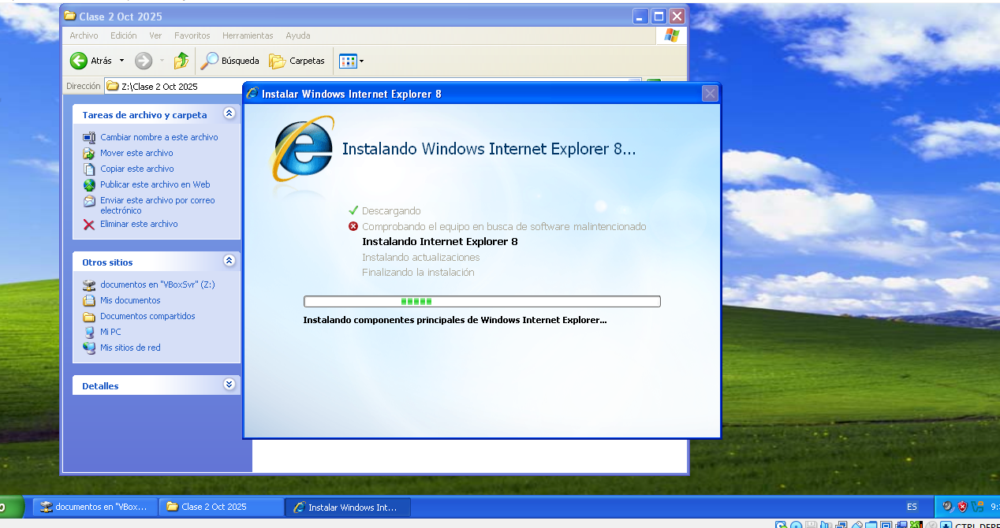 Clase 2 Oct 2025
Archivo Edición Ver Favoritos Herramientas Ayuda
Atrás Búsqueda Carpetas
Dirección Z:\Clase 2 Oct 2025
Tareas de archivo y carpeta
Cambiar nombre a este archivo
Mover este archivo
Copiar este archivo
Publicar este archivo en Web
Enviar este archivo por correo
electrónico
Eliminar este archivo
Otros sitios
documentos en "VBoxSvr" (Z:)
Mis documentos
Documentos compartidos
Mi PC
Mis sitios de red
Detalles
Instalar Windows Internet Explorer 8
Instalando Windows Internet Explorer 8...
Descargando
Comprobando el equipo en busca de software malintencionado
Instalando Internet Explorer 8
Instalando actualizaciones
Finalizando la instalación
Instalando componentes principales de Windows Internet Explorer...
documentos en "VBox... Clase 2 Oct 2025 Instalar Windows Int... ES 9:
CTRL